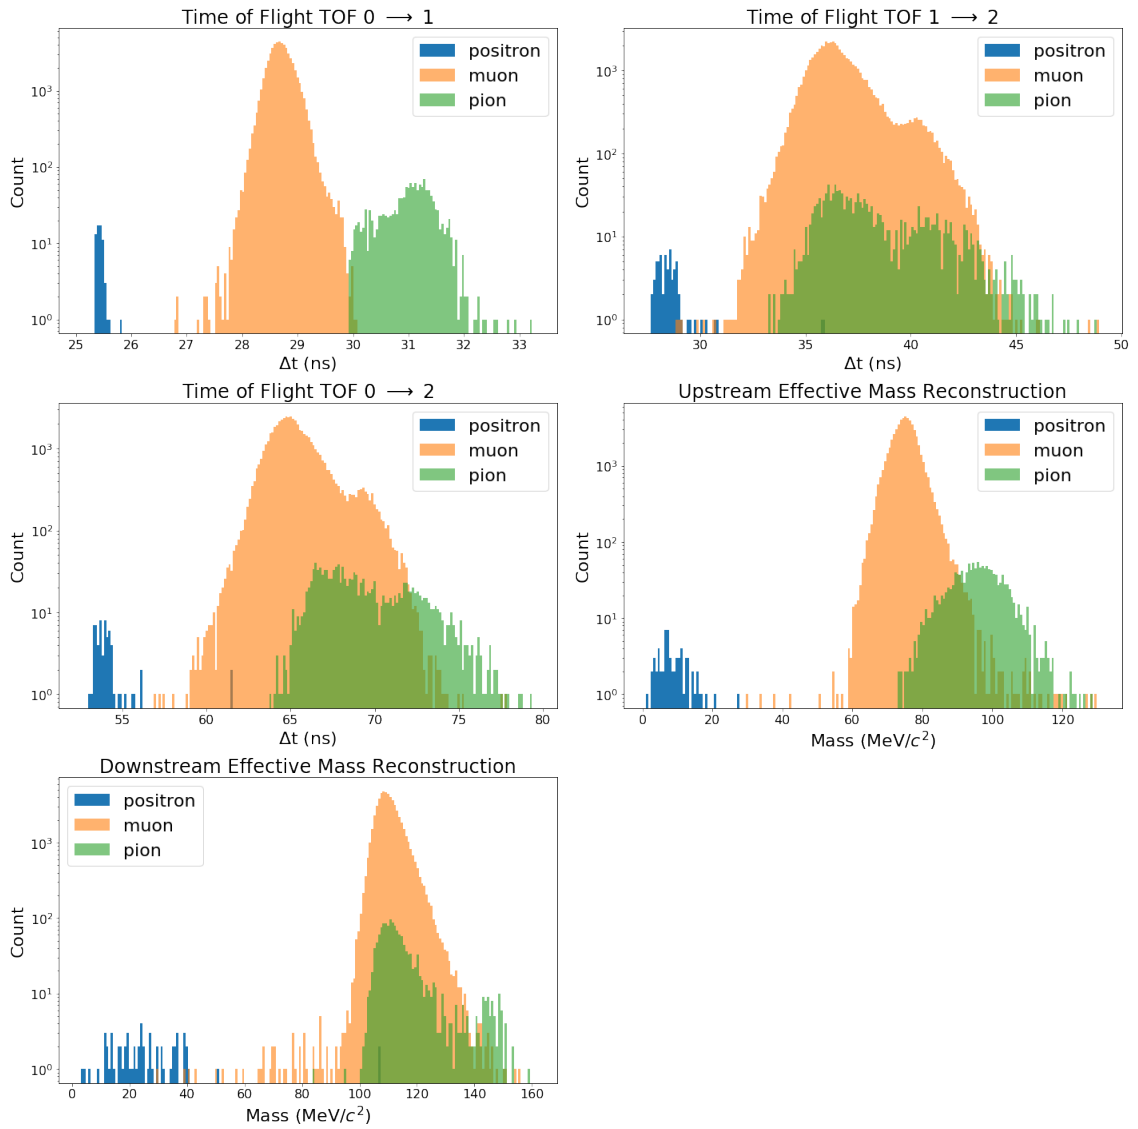 Time of Flight TOF 0 ⟶ 1
Count
10³
10²
10¹
10⁰
positron
muon
pion
25 26 27 28 29 30 31 32 33
Δt (ns)
Time of Flight TOF 1 ⟶ 2
Count
10³
10²
10¹
10⁰
positron
muon
pion
30 35 40 45 50
Δt (ns)
Time of Flight TOF 0 ⟶ 2
Count
10³
10²
10¹
10⁰
positron
muon
pion
55 60 65 70 75 80
Δt (ns)
Upstream Effective Mass Reconstruction
Count
10³
10²
10¹
10⁰
positron
muon
pion
0 20 40 60 80 100 120
Mass (MeV/c²)
Downstream Effective Mass Reconstruction
Count
10³
10²
10¹
10⁰
positron
muon
pion
0 20 40 60 80 100 120 140 160
Mass (MeV/c²)